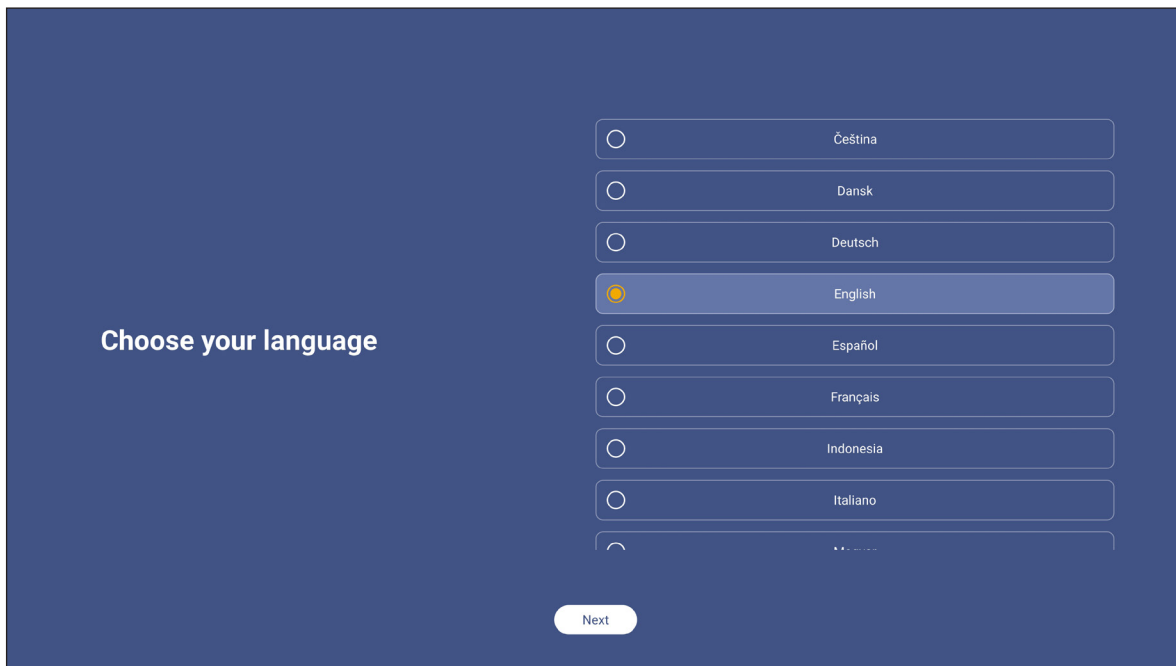 Choose your language
Čeština
Dansk
Deutsch
English
Español
Français
Indonesia
Italiano
Next